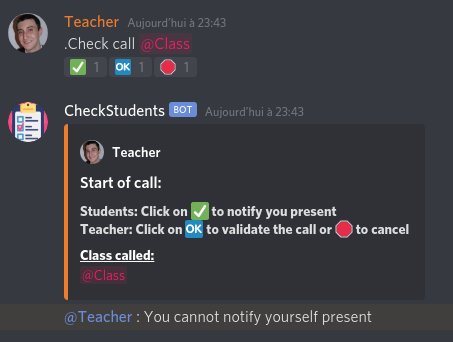 Teacher Aujourd'hui à 23:43
.Check call @Class
✅ 1 🆗 1 🛑 1
CheckStudents BOT Aujourd'hui à 23:43
Teacher
Start of call:
Students: Click on ✅ to notify you present
Teacher: Click on 🆗 to validate the call or 🛑 to cancel
Class called:
@Class
@Teacher : You cannot notify yourself present